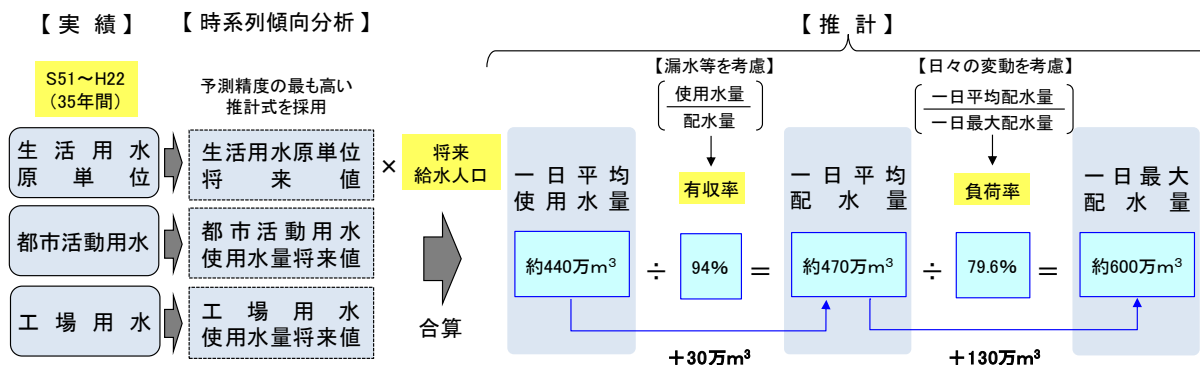 【 実 績 】
【 時系列傾向分析 】
【 推 計 】
S51～H22
（35年間）
予測精度の最も高い
推計式を採用
生活用水
原単位
生活用水原単位
将来値
×
将来
給水人口
都市活動用水
都市活動用水
使用水量将来値
工場用水
工場用水
使用水量将来値
合算
【漏水等を考慮】
使用水量
配水量
【日々の変動を考慮】
一日平均配水量
一日最大配水量
一日平均
使用水量
有収率
一日平均
配水量
負荷率
一日最大
配水量
約440万m³
÷
94%
＝
約470万m³
÷
79.6%
＝
約600万m³
＋30万m³
＋130万m³